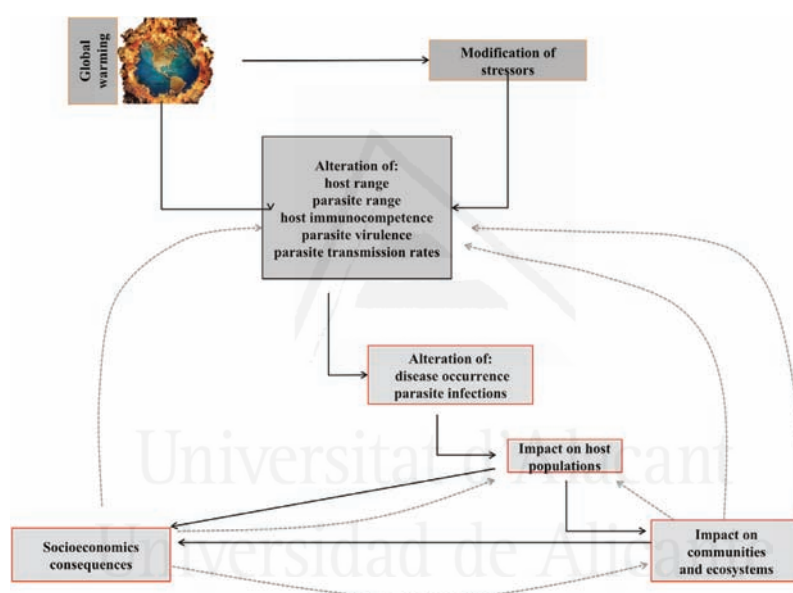 Global
warming
Modification of
stressors
Alteration of:
host range
parasite range
host immunocompetence
parasite virulence
parasite transmission rates
Alteration of:
disease occurrence
parasite infections
Impact on host
populations
Socioeconomics
consequences
Impact on
communities
and ecosystems
Universitat d'Alacant
Universidad de Alicante